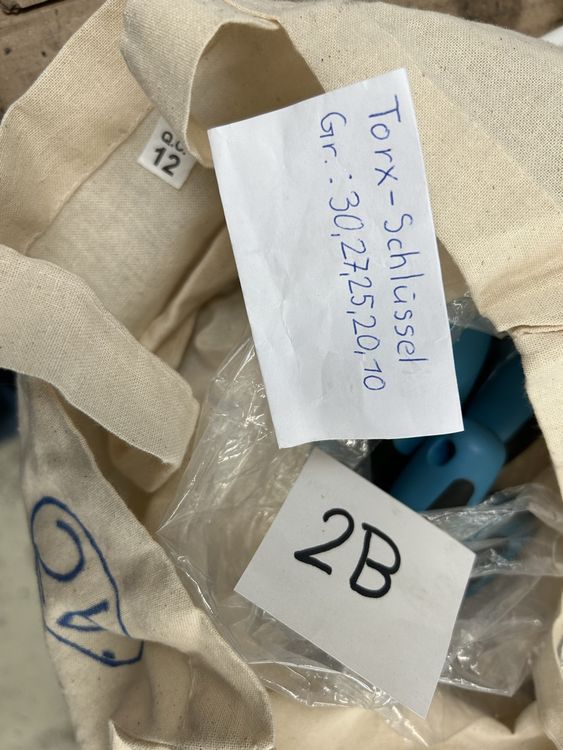 Q.C.
12
Torx-Schlüssel
Gr.: 30,27,25,20,10
2B